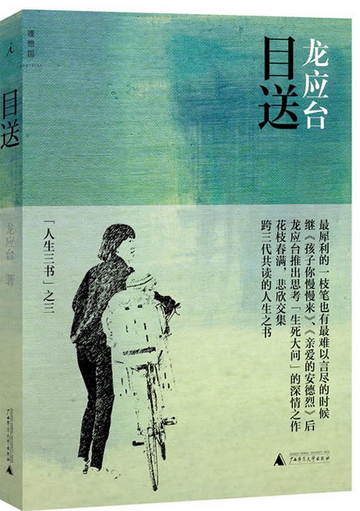 理想国
imaginist
目送
龙应台 著
龙应台
目送
「人生三书」之三
最犀利的一枝笔也有最难以言尽的时候
继《孩子你慢慢来》、《亲爱的安德烈》后
龙应台推出思考「生死大问」的深情之作
花枝春满，悲欣交集
跨三代共读的人生之书
广西师范大学出版社